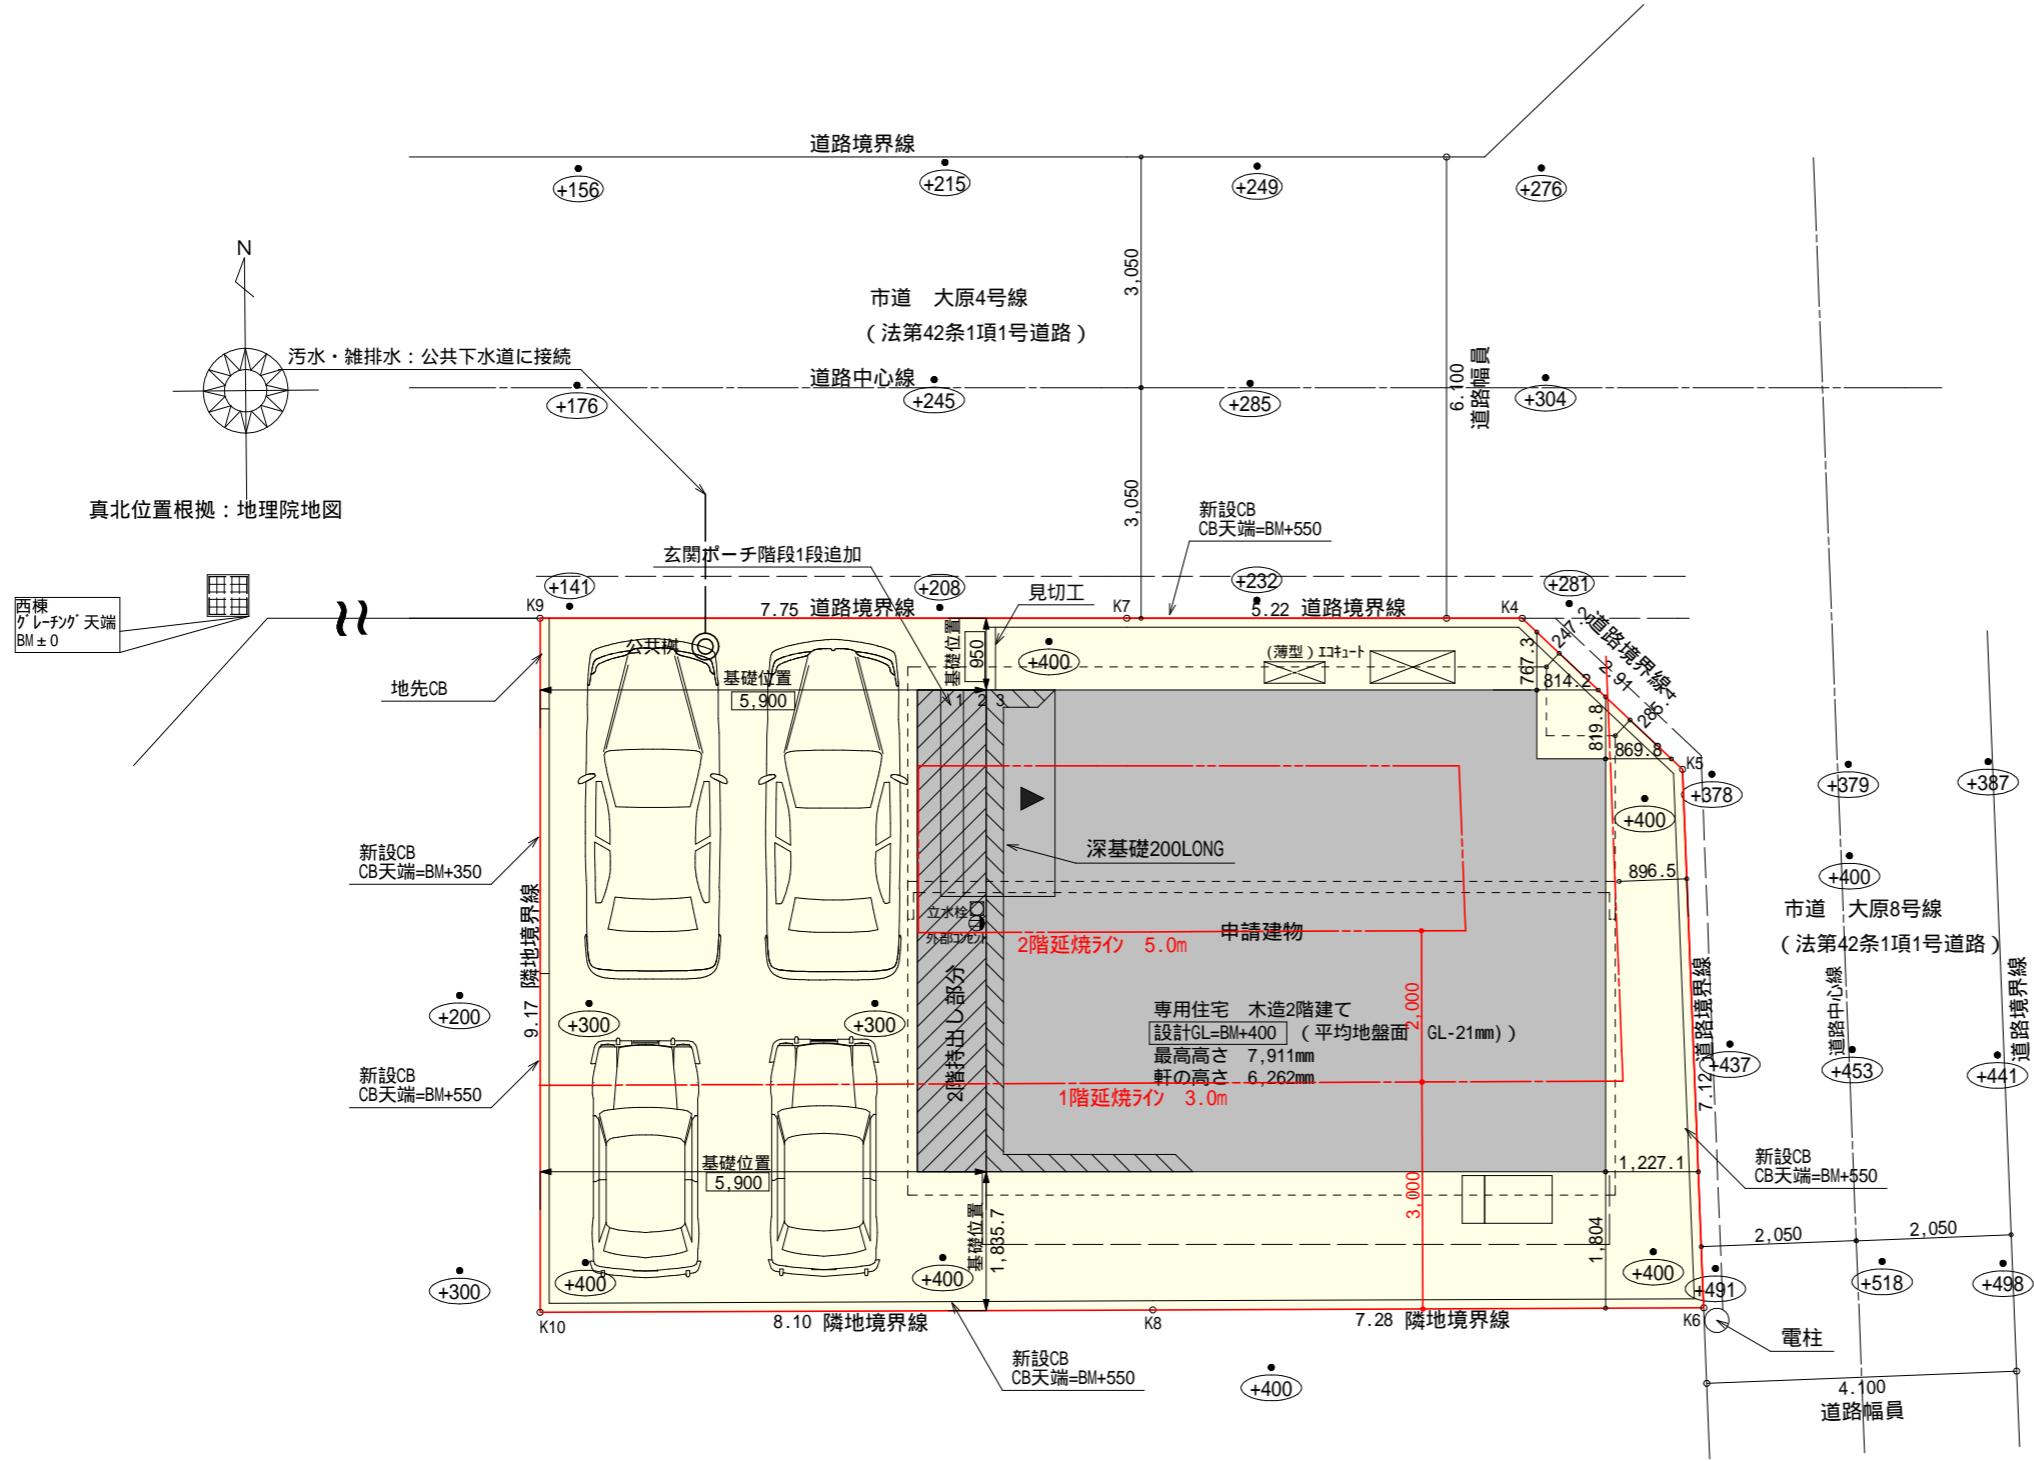 道路境界線
+156
+215
+249
+276
N
3,050
市道　大原4号線
（法第42条1項1号道路）
6.100
道路幅員
汚水・雑排水：公共下水道に接続
道路中心線
+176
+245
+285
+304
真北位置根拠：地理院地図
3,050
新設CB
CB天端=BM+550
玄関ポーチ階段1段追加
西棟
グレーチング天端
BM±0
+141
+208
見切工
+232
+281
K9
7.75 道路境界線
K7
5.22 道路境界線
K4
247.2
道路境界線
2.91
286.4
公共桝
基礎位置
950
+400
(薄型)エコキュート
767.3
814.2
819.8
869.8
K5
地先CB
基礎位置
5,900
1
2
3
+378
+379
+387
+400
新設CB
CB天端=BM+350
深基礎200LONG
896.5
+400
市道　大原8号線
（法第42条1項1号道路）
9.17 隣地境界線
立水栓
外部コンセント
2階延焼ライン　5.0m
申請建物
2階持出し部分
+200
+300
+300
専用住宅　木造2階建て
設計GL=BM+400 (平均地盤面　GL-21mm))
最高高さ　7,911mm
軒の高さ　6,262mm
2,000
1階延焼ライン　3.0m
道路境界線
7.12
+437
道路中心線
+453
道路境界線
+441
新設CB
CB天端=BM+550
基礎位置
5,900
1,227.1
新設CB
CB天端=BM+550
基礎位置
1,835.7
3,000
1,804
2,050
2,050
+300
+400
+400
+400
+491
+518
+498
K10
8.10 隣地境界線
K8
7.28 隣地境界線
K6
電柱
新設CB
CB天端=BM+550
+400
4.100
道路幅員